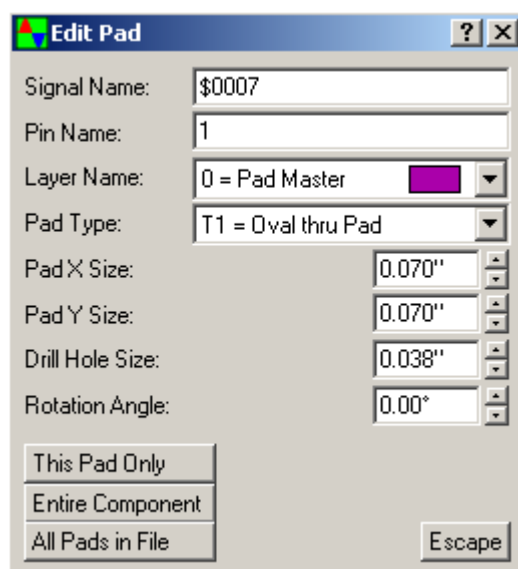 Edit Pad
Signal Name: $0007
Pin Name: 1
Layer Name: 0 = Pad Master
Pad Type: T1 = Oval thru Pad
Pad X Size: 0.070"
Pad Y Size: 0.070"
Drill Hole Size: 0.038"
Rotation Angle: 0.00°
This Pad Only
Entire Component
All Pads in File
Escape